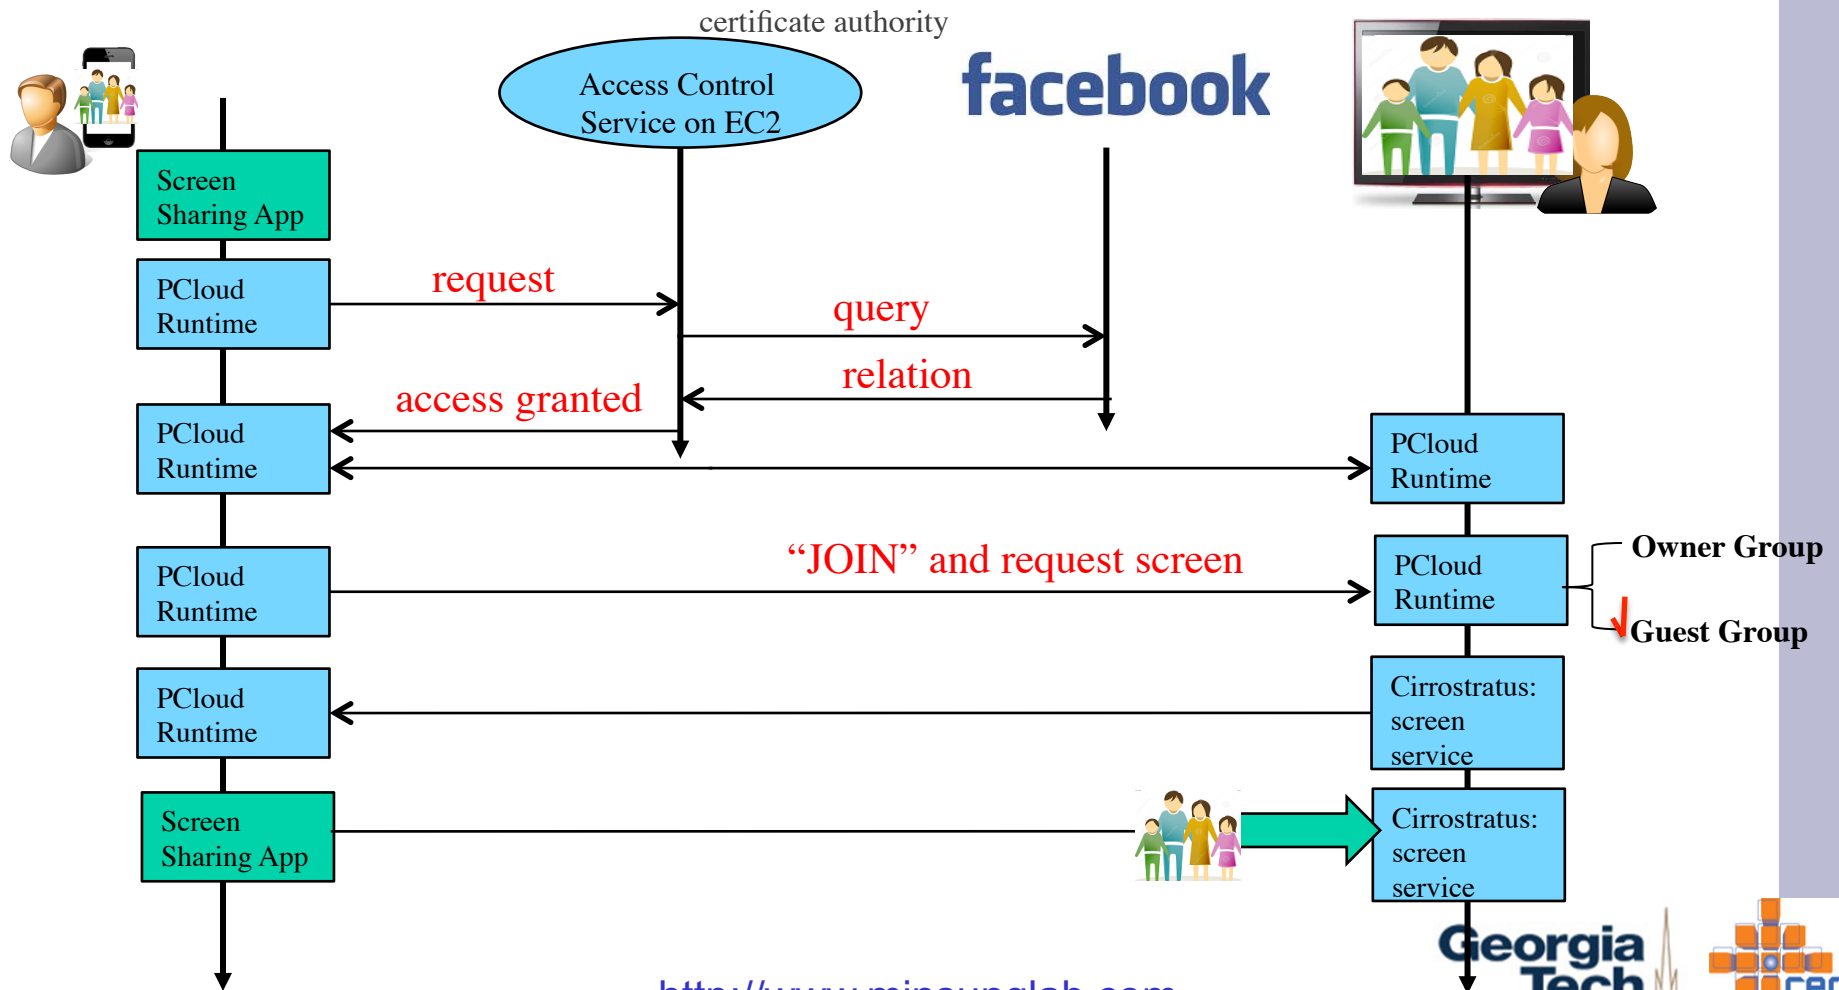 certificate authority
Access Control
Service on EC2
facebook
Screen
Sharing App
PCloud
Runtime
request
query
relation
access granted
PCloud
Runtime
PCloud
Runtime
“JOIN” and request screen
PCloud
Runtime
PCloud
Runtime
Owner Group
Guest Group
PCloud
Runtime
Cirrostratus:
screen
service
Screen
Sharing App
Cirrostratus:
screen
service
Georgia
Tech